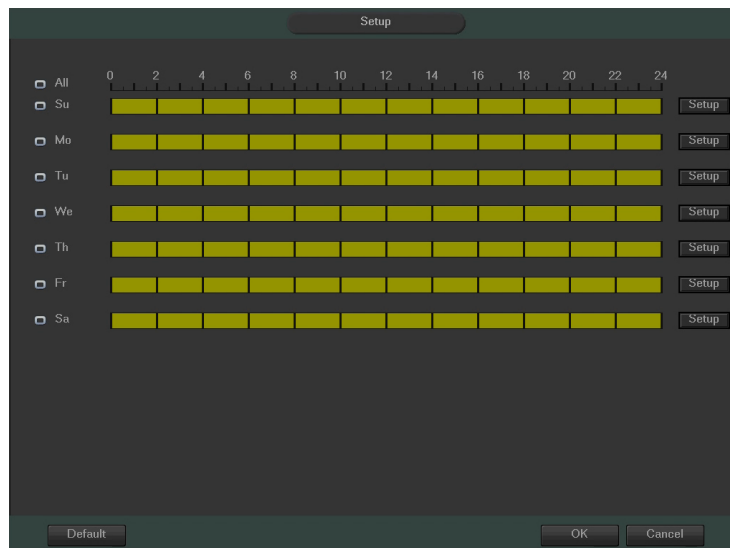 Setup
All 0 2 4 6 8 10 12 14 16 18 20 22 24
Su Setup
Mo Setup
Tu Setup
We Setup
Th Setup
Fr Setup
Sa Setup
Default OK Cancel